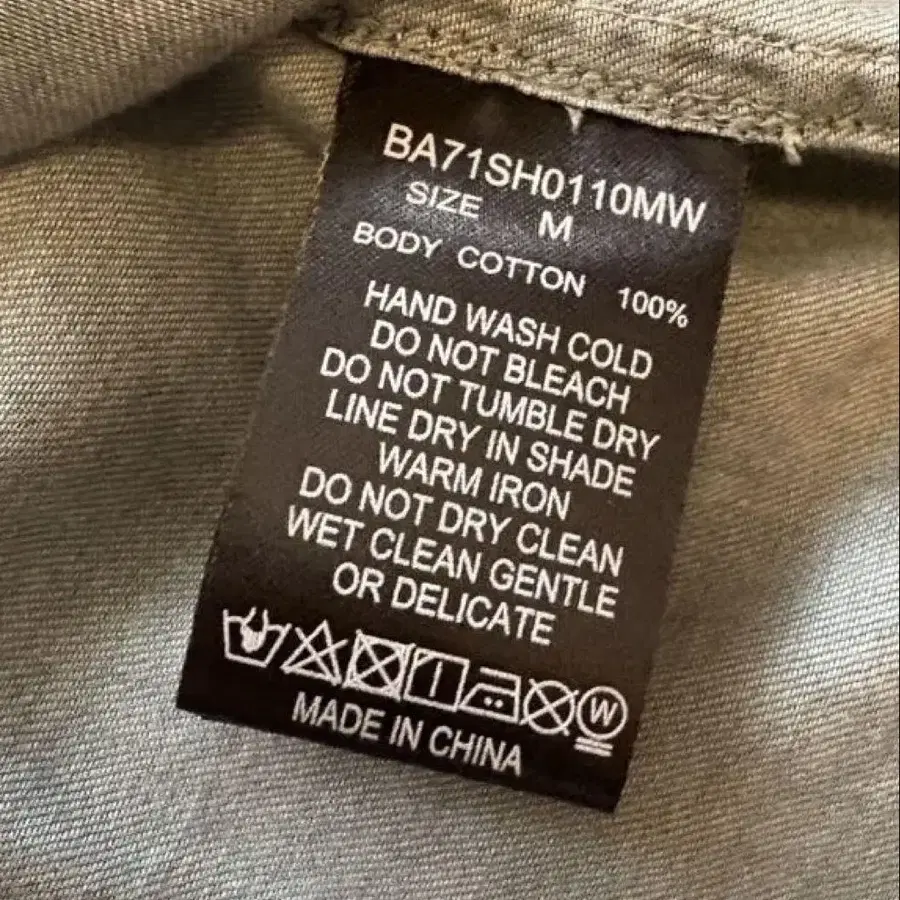 BA71SH0110MW
SIZE M
BODY COTTON 100%
HAND WASH COLD
DO NOT BLEACH
DO NOT TUMBLE DRY
LINE DRY IN SHADE
WARM IRON
DO NOT DRY CLEAN
WET CLEAN GENTLE
OR DELICATE
W
MADE IN CHINA